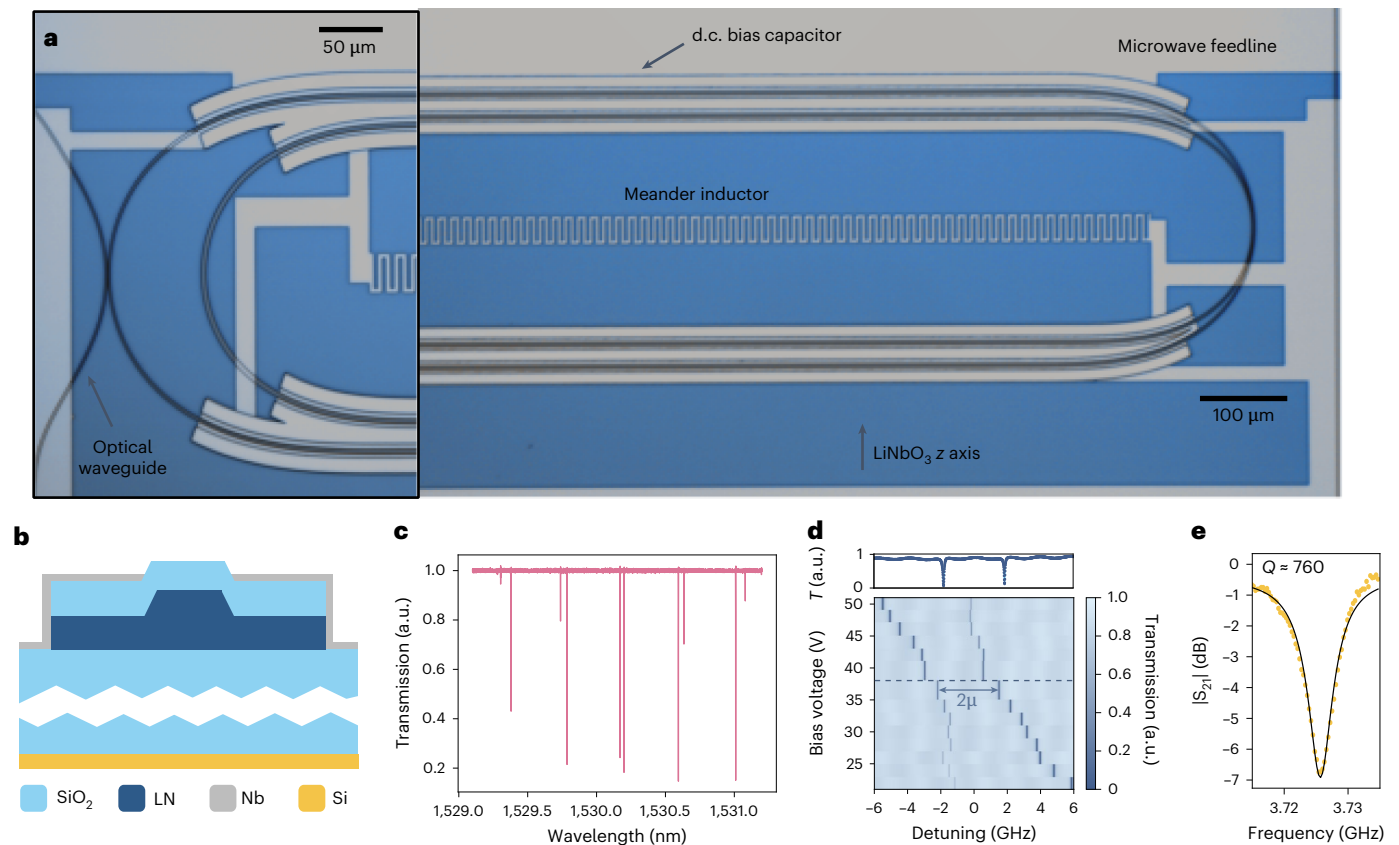 a
50 μm
d.c. bias capacitor
Microwave feedline
Meander inductor
Optical
waveguide
LiNbO3 z axis
100 μm
b
SiO2
LN
Nb
Si
c
Transmission (a.u.)
1.0
0.8
0.6
0.4
0.2
1,529.0
1,529.5
1,530.0
1,530.5
1,531.0
Wavelength (nm)
d
T (a.u.)
1
0
Bias voltage (V)
50
45
40
35
30
25
2μ
–6
–4
–2
0
2
4
6
Detuning (GHz)
1.0
0.8
0.6
0.4
0.2
0
Transmission (a.u.)
e
Q ≈ 760
|S21| (dB)
0
–1
–2
–3
–4
–5
–6
–7
3.72
3.73
Frequency (GHz)